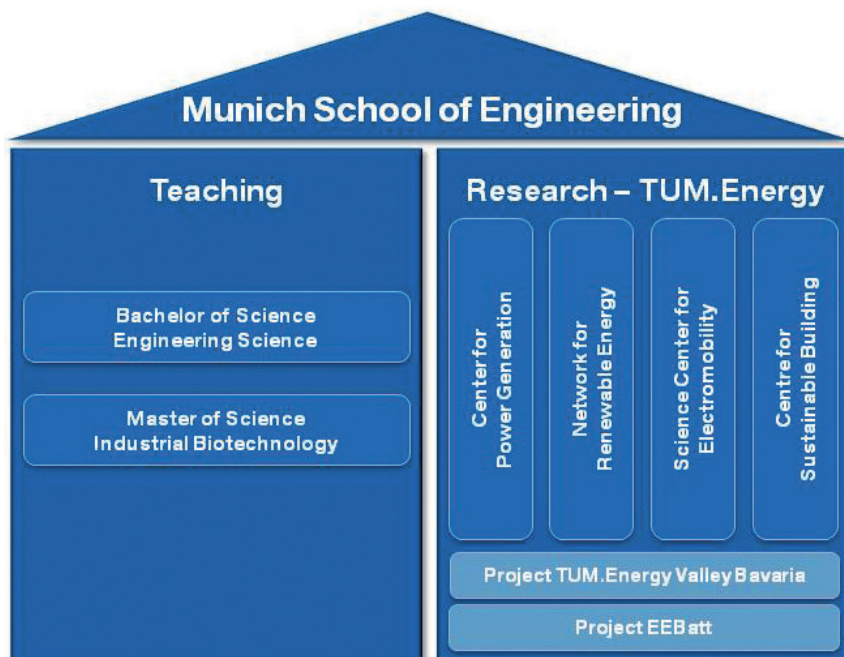 Munich School of Engineering
Teaching
Bachelor of Science
Engineering Science
Master of Science
Industrial Biotechnology
Research – TUM.Energy
Center for
Power Generation
Network for
Renewable Energy
Science Center for
Electromobility
Centre for
Sustainable Building
Project TUM.Energy Valley Bavaria
Project EEBatt